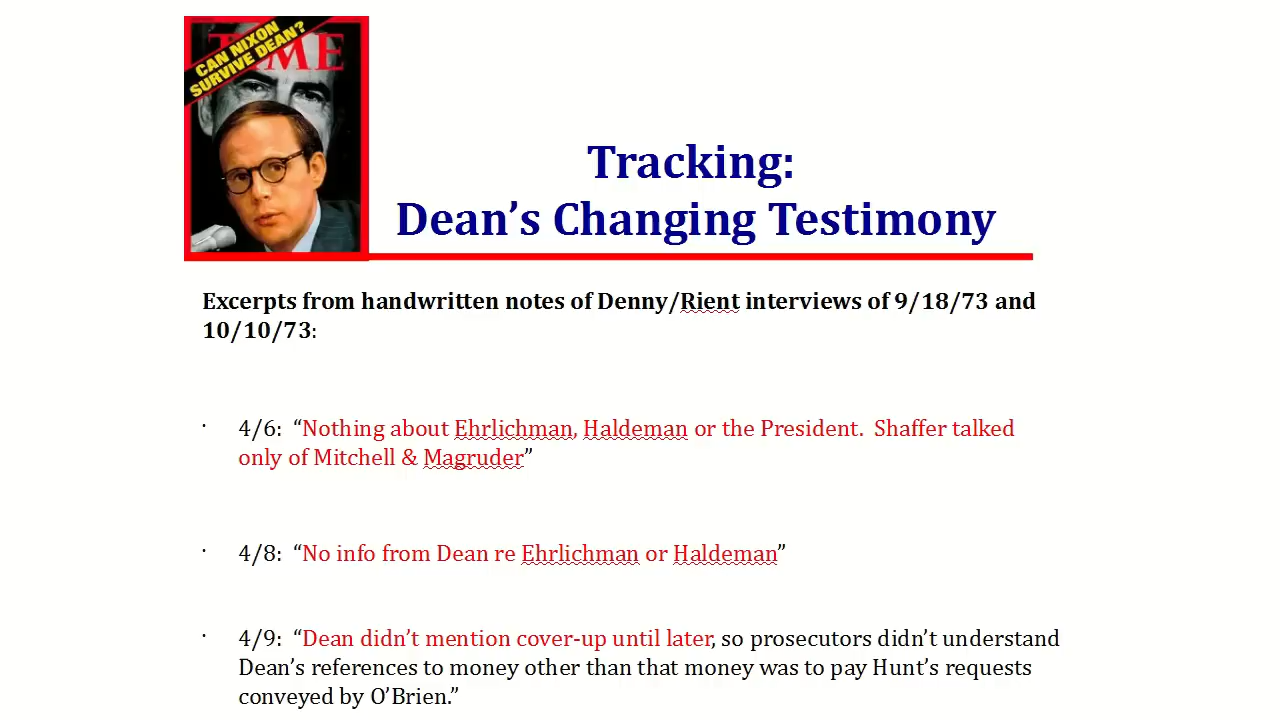 CAN NIXON
SURVIVE DEAN?
TIME
Tracking:
Dean’s Changing Testimony
Excerpts from handwritten notes of Denny/Rient interviews of 9/18/73 and
10/10/73:
· 4/6:  “Nothing about Ehrlichman, Haldeman or the President.  Shaffer talked
only of Mitchell & Magruder”
· 4/8:  “No info from Dean re Ehrlichman or Haldeman”
· 4/9:  “Dean didn’t mention cover-up until later, so prosecutors didn’t understand
Dean’s references to money other than that money was to pay Hunt’s requests
conveyed by O’Brien.”